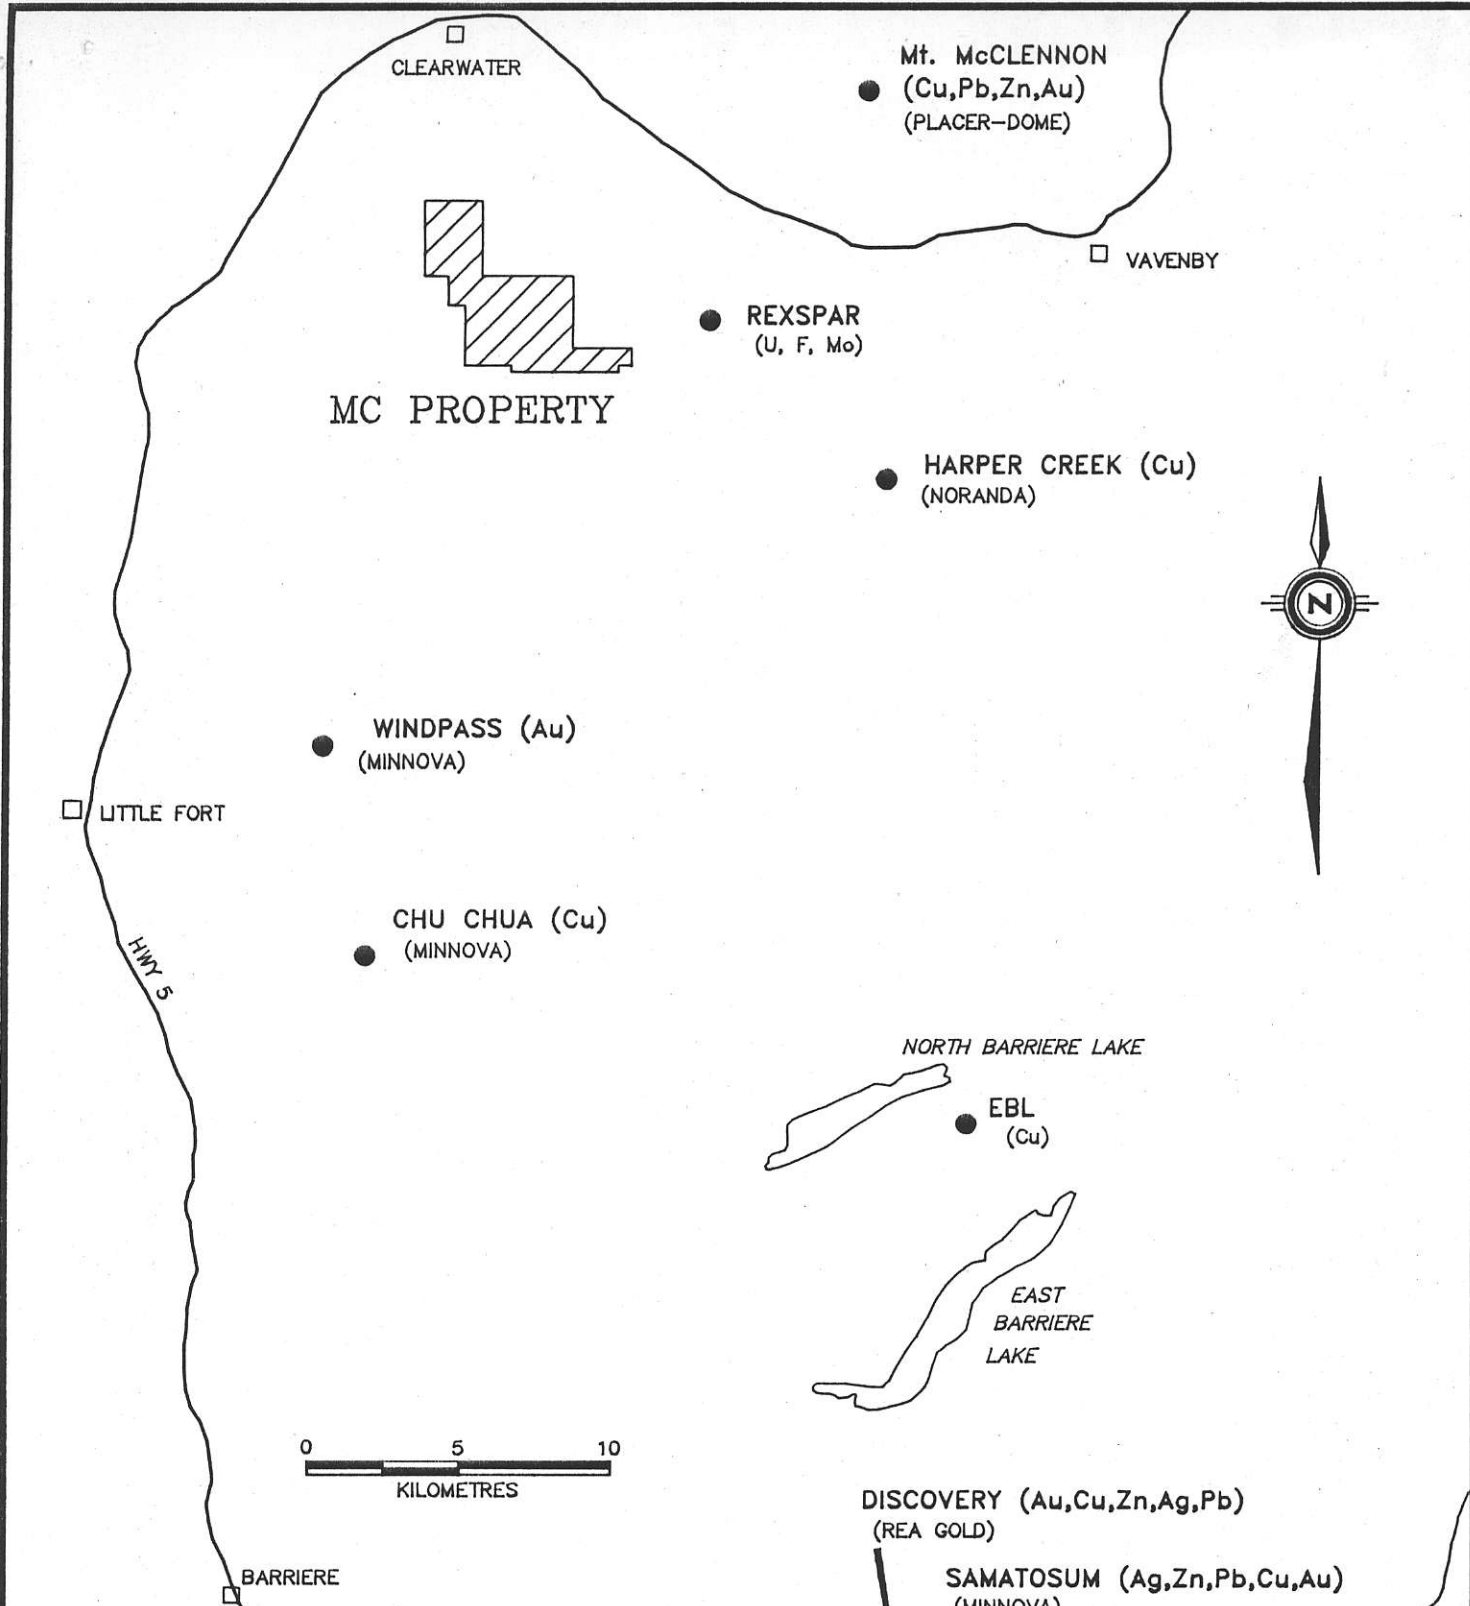 CLEARWATER
Mt. McCLENNON
(Cu,Pb,Zn,Au)
(PLACER-DOME)
VAVENBY
REXSPAR
(U, F, Mo)
MC PROPERTY
HARPER CREEK (Cu)
(NORANDA)
N
WINDPASS (Au)
(MINNOVA)
LITTLE FORT
CHU CHUA (Cu)
(MINNOVA)
HWY 5
NORTH BARRIERE LAKE
EBL
(Cu)
EAST
BARRIERE
LAKE
0 5 10
KILOMETRES
DISCOVERY (Au,Cu,Zn,Ag,Pb)
(REA GOLD)
BARRIERE
SAMATOSUM (Ag,Zn,Pb,Cu,Au)
(MINNOVA)